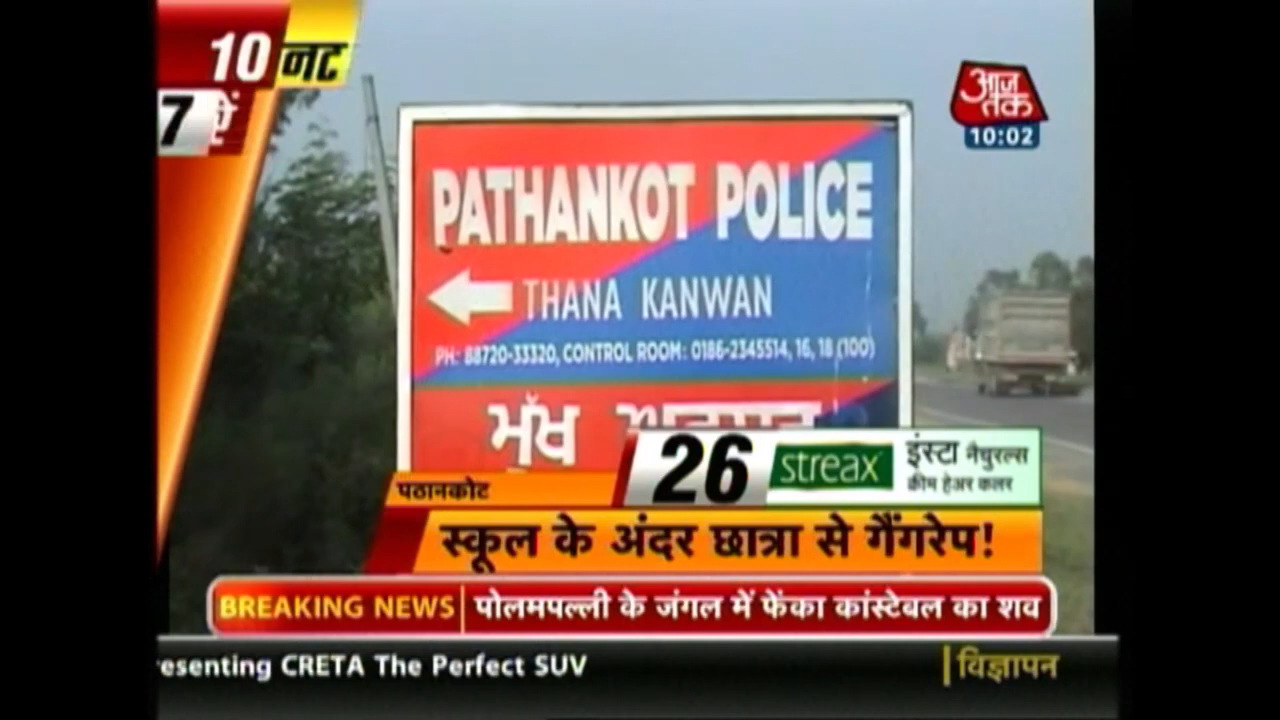 10
नट
7
आज
तक
10:02
PATHANKOT POLICE
THANA KANWAN
PH: 88720-33320, CONTROL ROOM: 0186-2345514, 16, 18 (100)
ਮੁੱਖ
26
streax
इंस्टा नैचुरल्स
क्रीम हेअर कलर
पठानकोट
स्कूल के अंदर छात्रा से गैंगरेप!
BREAKING NEWS पोलमपल्ली के जंगल में फेंका कांस्टेबल का शव
esenting CRETA The Perfect SUV
विज्ञापन